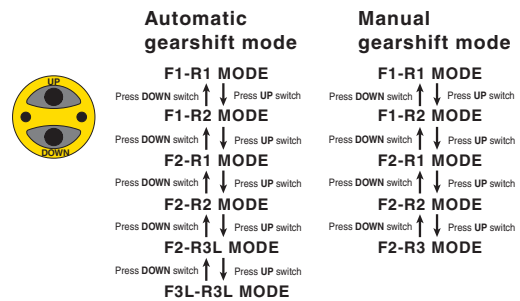 Automatic
gearshift mode
F1-R1 MODE
Press DOWN switch Press UP switch
F1-R2 MODE
Press DOWN switch Press UP switch
F2-R1 MODE
Press DOWN switch Press UP switch
F2-R2 MODE
Press DOWN switch Press UP switch
F2-R3L MODE
Press DOWN switch Press UP switch
F3L-R3L MODE
Manual
gearshift mode
F1-R1 MODE
Press DOWN switch Press UP switch
F1-R2 MODE
Press DOWN switch Press UP switch
F2-R1 MODE
Press DOWN switch Press UP switch
F2-R2 MODE
Press DOWN switch Press UP switch
F2-R3 MODE
UP
DOWN